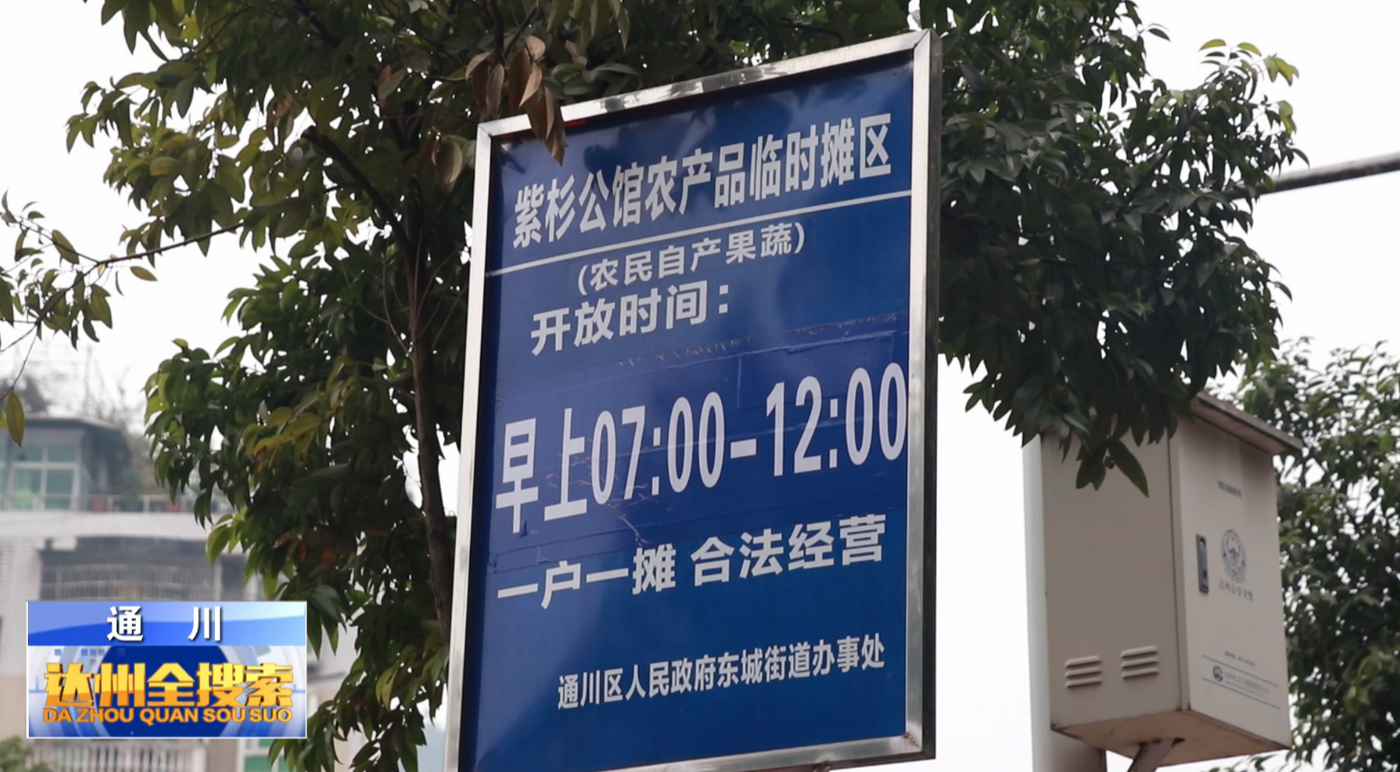 紫杉公馆农产品临时摊区
(农民自产果蔬)
开放时间：
早上07:00-12:00
一户一摊 合法经营
通川区人民政府东城街道办事处
通 川
达州全搜索
DA ZHOU QUAN SOU SUO